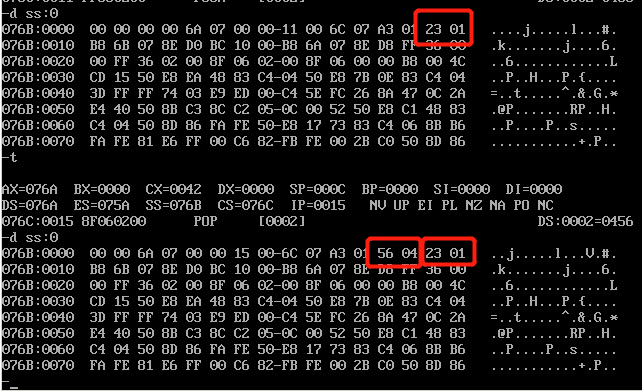 -d ss:0
076B:0000 00 00 00 00 6A 07 00 00-11 00 6C 07 A3 01 23 01 ....j.....l...#.
076B:0010 B8 6B 07 8E D0 BC 10 00-B8 6A 07 8E D8 FF 00 .k.......j....6.
076B:0020 00 FF 36 02 00 8F 06 02-00 8F 06 00 00 B8 00 4C ..6............L
076B:0030 CD 15 50 E8 EA 48 83 C4-04 50 E8 7B 0E 83 C4 04 ..P..H...P.{....
076B:0040 3D FF FF 74 03 E9 ED 00-C4 5E FC 26 8A 47 0C 2A =..t.....^.&.G.*
076B:0050 E4 40 50 8B C3 8C C2 05-0C 00 52 50 E8 C1 48 83 .@P.......RP..H.
076B:0060 C4 04 50 8D 86 FA FE 50-E8 17 73 83 C4 06 8B B6 ..P....P..s.....
076B:0070 FA FE 81 E6 FF 00 C6 82-FB FE 00 2B C0 50 8D 86 ...........+.P..
-t
AX=076A BX=0000 CX=0042 DX=0000 SP=000C BP=0000 SI=0000 DI=0000
DS=076A ES=075A SS=076B CS=076C IP=0015 NV UP EI PL NZ NA PO NC
076C:0015 8F060200 POP [0002] DS:0002=0456
-d ss:0
076B:0000 00 00 6A 07 00 00 15 00-6C 07 A3 01 56 04 23 01 ..j.....l...V.#.
076B:0010 B8 6B 07 8E D0 BC 10 00-B8 6A 07 8E D8 FF 36 00 .k.......j....6.
076B:0020 00 FF 36 02 00 8F 06 02-00 8F 06 00 00 B8 00 4C ..6............L
076B:0030 CD 15 50 E8 EA 48 83 C4-04 50 E8 7B 0E 83 C4 04 ..P..H...P.{....
076B:0040 3D FF FF 74 03 E9 ED 00-C4 5E FC 26 8A 47 0C 2A =..t.....^.&.G.*
076B:0050 E4 40 50 8B C3 8C C2 05-0C 00 52 50 E8 C1 48 83 .@P.......RP..H.
076B:0060 C4 04 50 8D 86 FA FE 50-E8 17 73 83 C4 06 8B B6 ..P....P..s.....
076B:0070 FA FE 81 E6 FF 00 C6 82-FB FE 00 2B C0 50 8D 86 ...........+.P..
-_